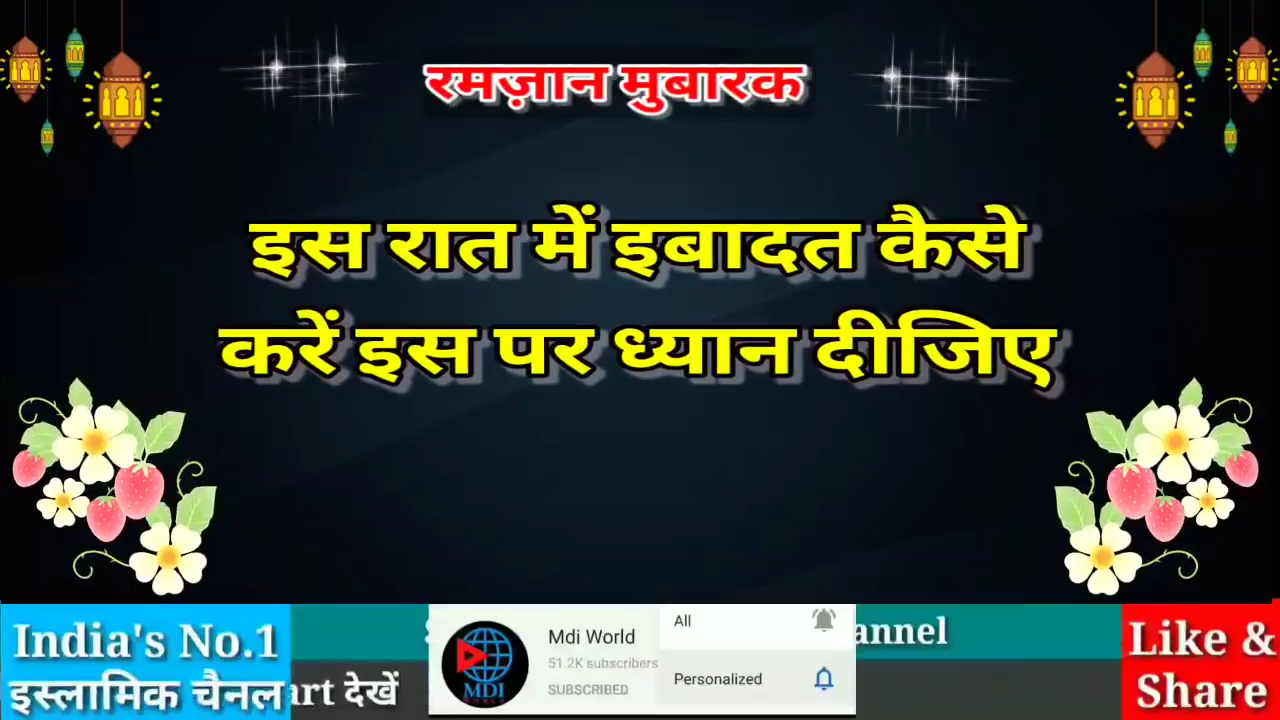 रमज़ान मुबारक
इस रात में इबादत कैसे
करें इस पर ध्यान दीजिए
India's No.1
इस्लामिक चैनल
art देखें
MDI
Mdi World
51.2K subscribers
SUBSCRIBED
All
Personalized
annel
Like &
Share